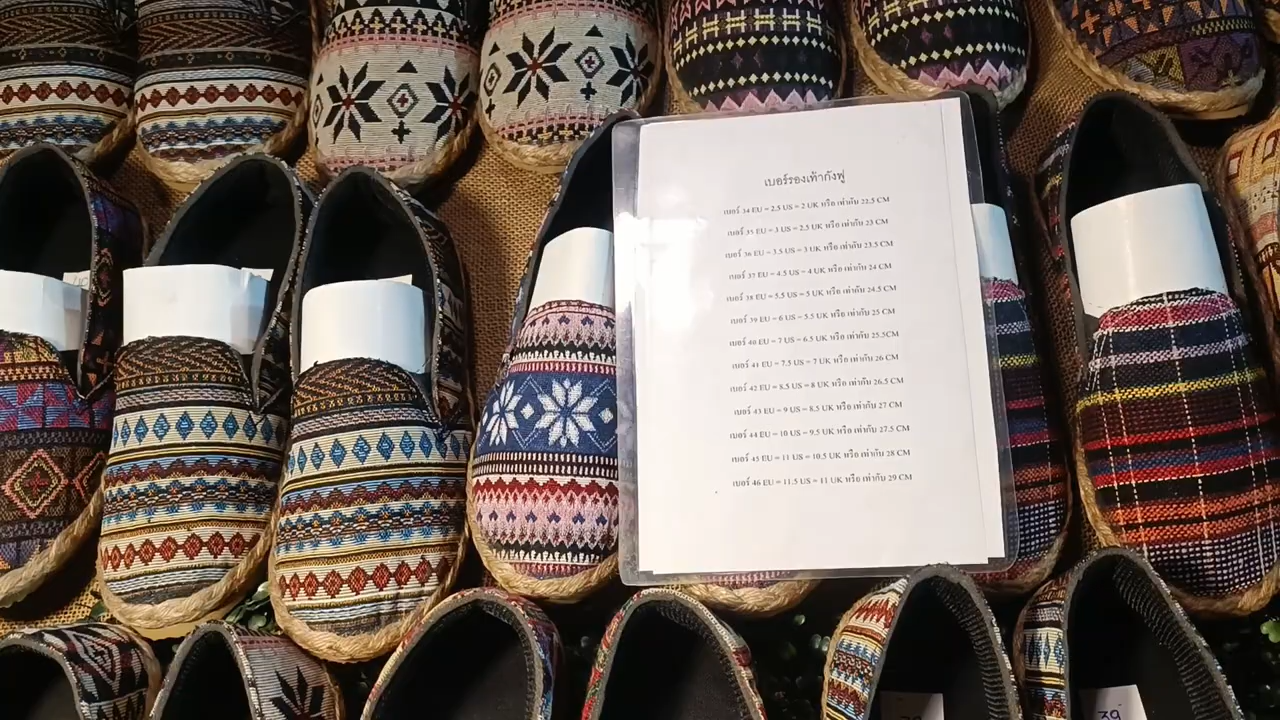 เบอร์รองเท้ากังฟู
เบอร์ 34 EU = 2.5 US = 2 UK หรือ เท่ากับ 22.5 CM
เบอร์ 35 EU = 3 US = 2.5 UK หรือ เท่ากับ 23 CM
เบอร์ 36 EU = 3.5 US = 3 UK หรือ เท่ากับ 23.5 CM
เบอร์ 37 EU = 4.5 US = 4 UK หรือ เท่ากับ 24 CM
เบอร์ 38 EU = 5.5 US = 5 UK หรือ เท่ากับ 24.5 CM
เบอร์ 39 EU = 6 US = 5.5 UK หรือ เท่ากับ 25 CM
เบอร์ 40 EU = 7 US = 6.5 UK หรือ เท่ากับ 25.5CM
เบอร์ 41 EU = 7.5 US = 7 UK หรือ เท่ากับ 26 CM
เบอร์ 42 EU = 8.5 US = 8 UK หรือ เท่ากับ 26.5 CM
เบอร์ 43 EU = 9 US = 8.5 UK หรือ เท่ากับ 27 CM
เบอร์ 44 EU = 10 US = 9.5 UK หรือ เท่ากับ 27.5 CM
เบอร์ 45 EU = 11 US = 10.5 UK หรือ เท่ากับ 28 CM
เบอร์ 46 EU = 11.5 US = 11 UK หรือ เท่ากับ 29 CM
39